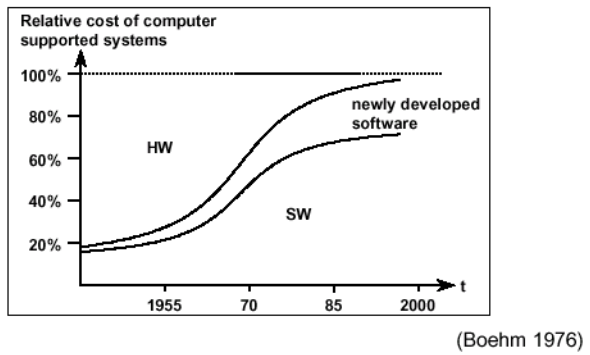 Relative cost of computer
supported systems
100%
80%
newly developed
software
HW
60%
40%
SW
20%
t
1955 70 85 2000
(Boehm 1976)